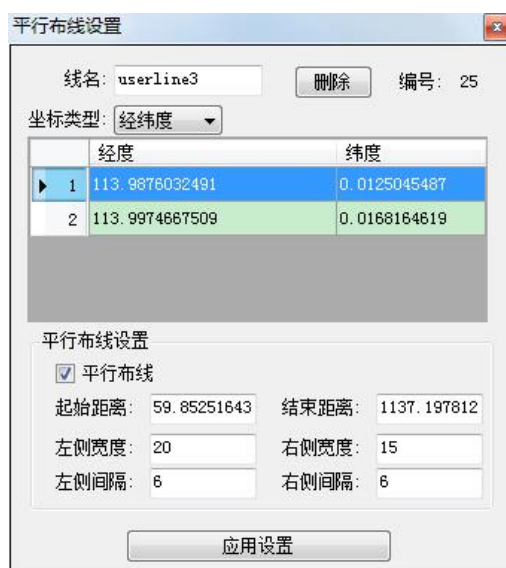 平行布线设置
线名: userline3 删除 编号: 25
坐标类型: 经纬度
经度 纬度
1 113.9876032491 0.0125045487
2 113.9974667509 0.0168164619
平行布线设置
平行布线
起始距离: 59.85251643 结束距离: 1137.197812
左侧宽度: 20 右侧宽度: 15
左侧间隔: 6 右侧间隔: 6
应用设置